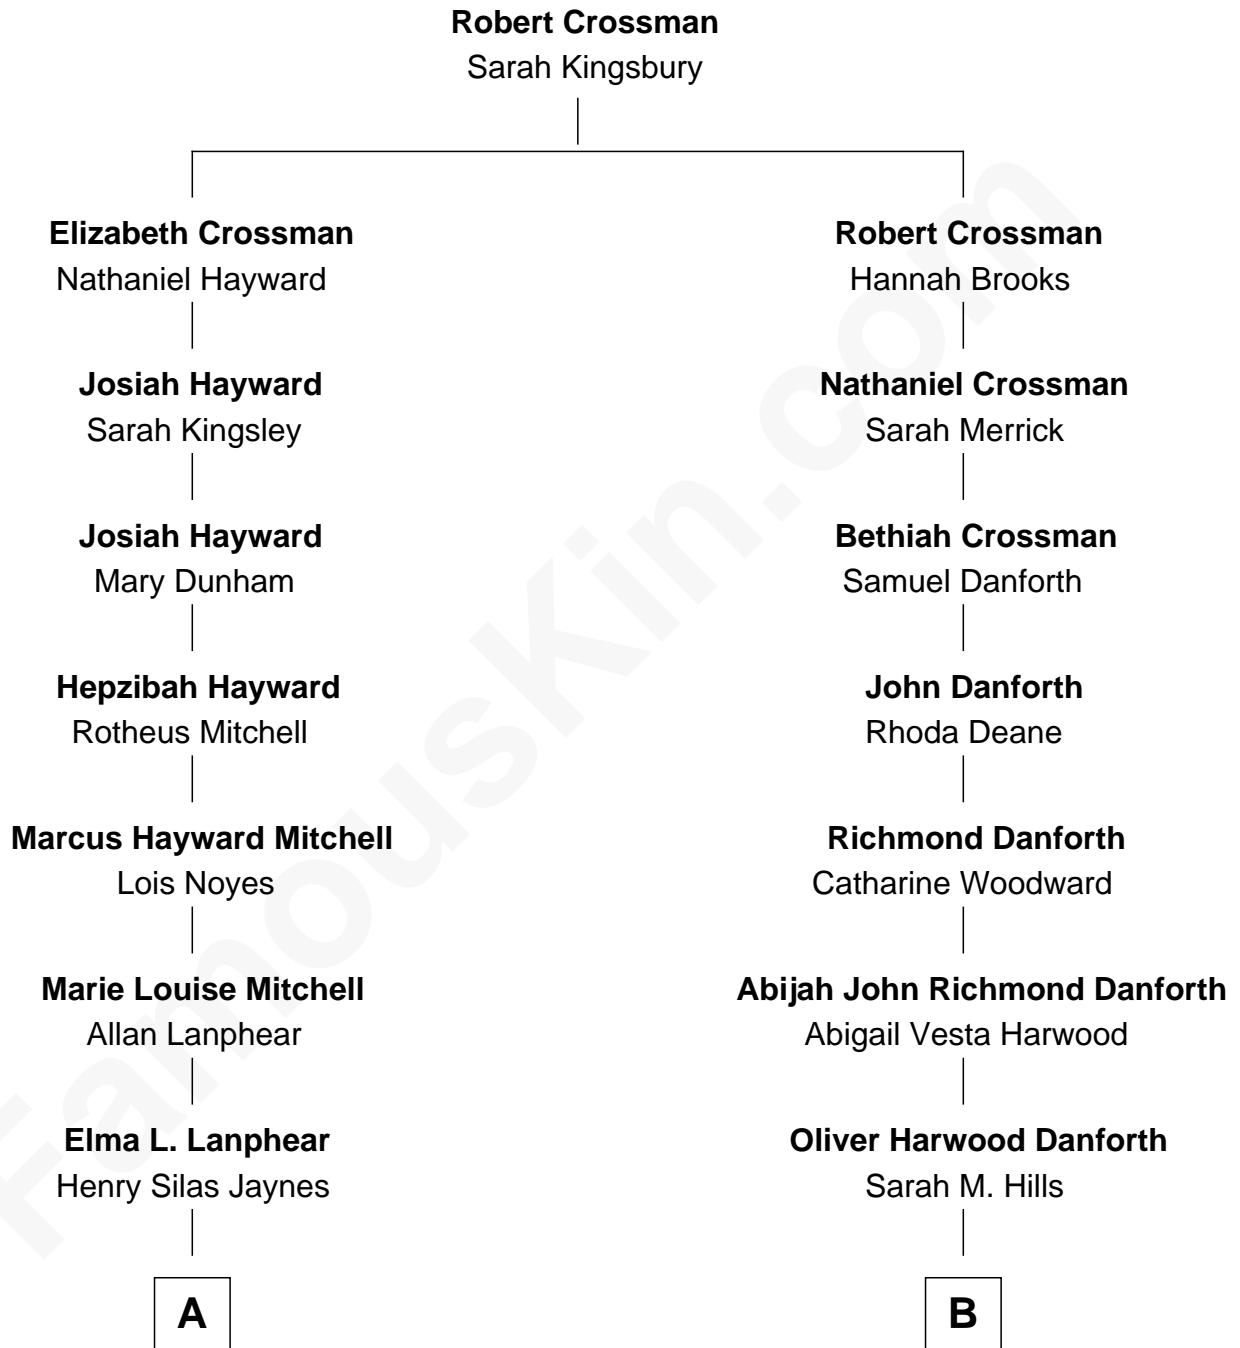 Robert Crossman
Sarah Kingsbury
Elizabeth Crossman
Nathaniel Hayward
Robert Crossman
Hannah Brooks
Josiah Hayward
Sarah Kingsley
Nathaniel Crossman
Sarah Merrick
Josiah Hayward
Mary Dunham
Bethiah Crossman
Samuel Danforth
Hepzibah Hayward
Rotheus Mitchell
John Danforth
Rhoda Deane
Marcus Hayward Mitchell
Lois Noyes
Richmond Danforth
Catharine Woodward
Marie Louise Mitchell
Allan Lanphear
Abijah John Richmond Danforth
Abigail Vesta Harwood
Elma L. Lanphear
Henry Silas Jaynes
Oliver Harwood Danforth
Sarah M. Hills
A
B
FamousKin.com